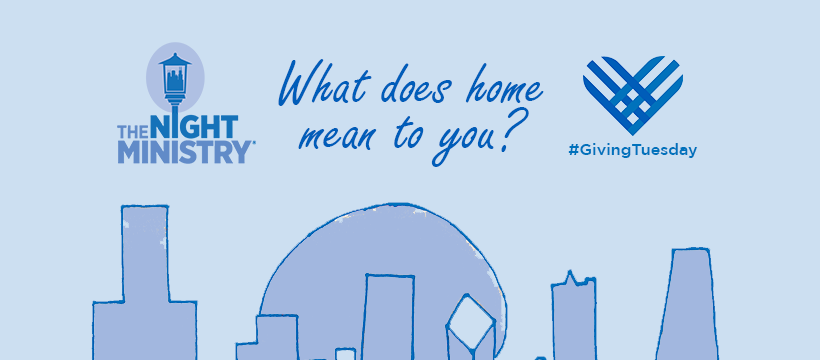 THE NIGHT
MINISTRY®
What does home
mean to you?
#GivingTuesday